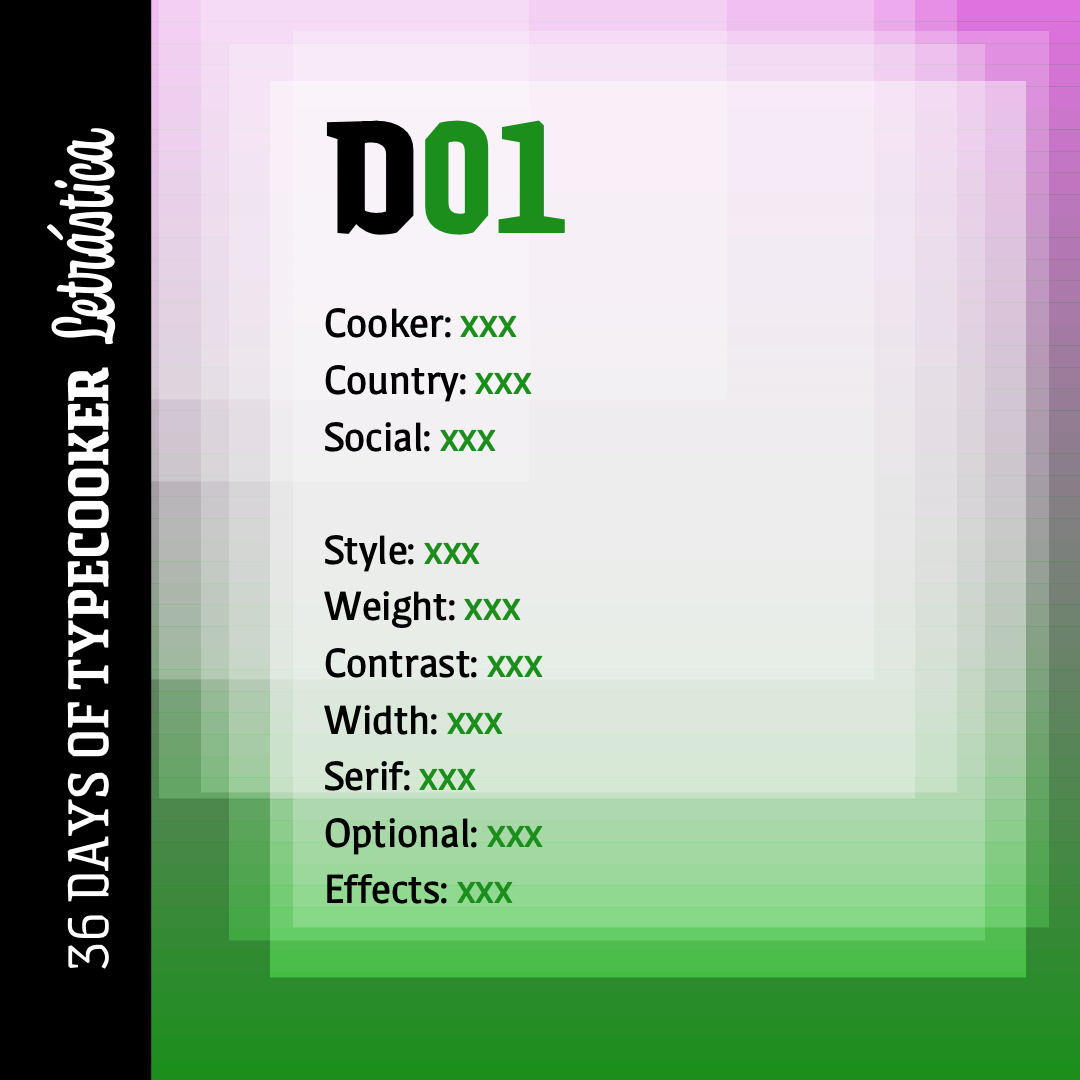 36 DAYS OF TYPECOOKER Letrástica
D01
Cooker: xxx
Country: xxx
Social: xxx
Style: xxx
Weight: xxx
Contrast: xxx
Width: xxx
Serif: xxx
Optional: xxx
Effects: xxx